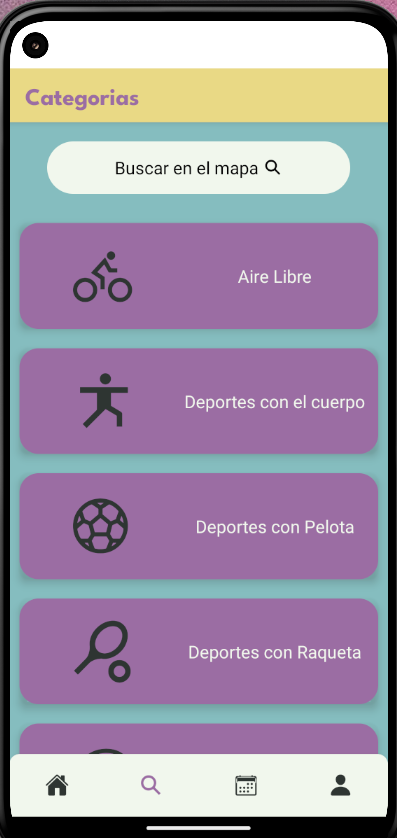 Categorias
Buscar en el mapa
Aire Libre
Deportes con el cuerpo
Deportes con Pelota
Deportes con Raqueta